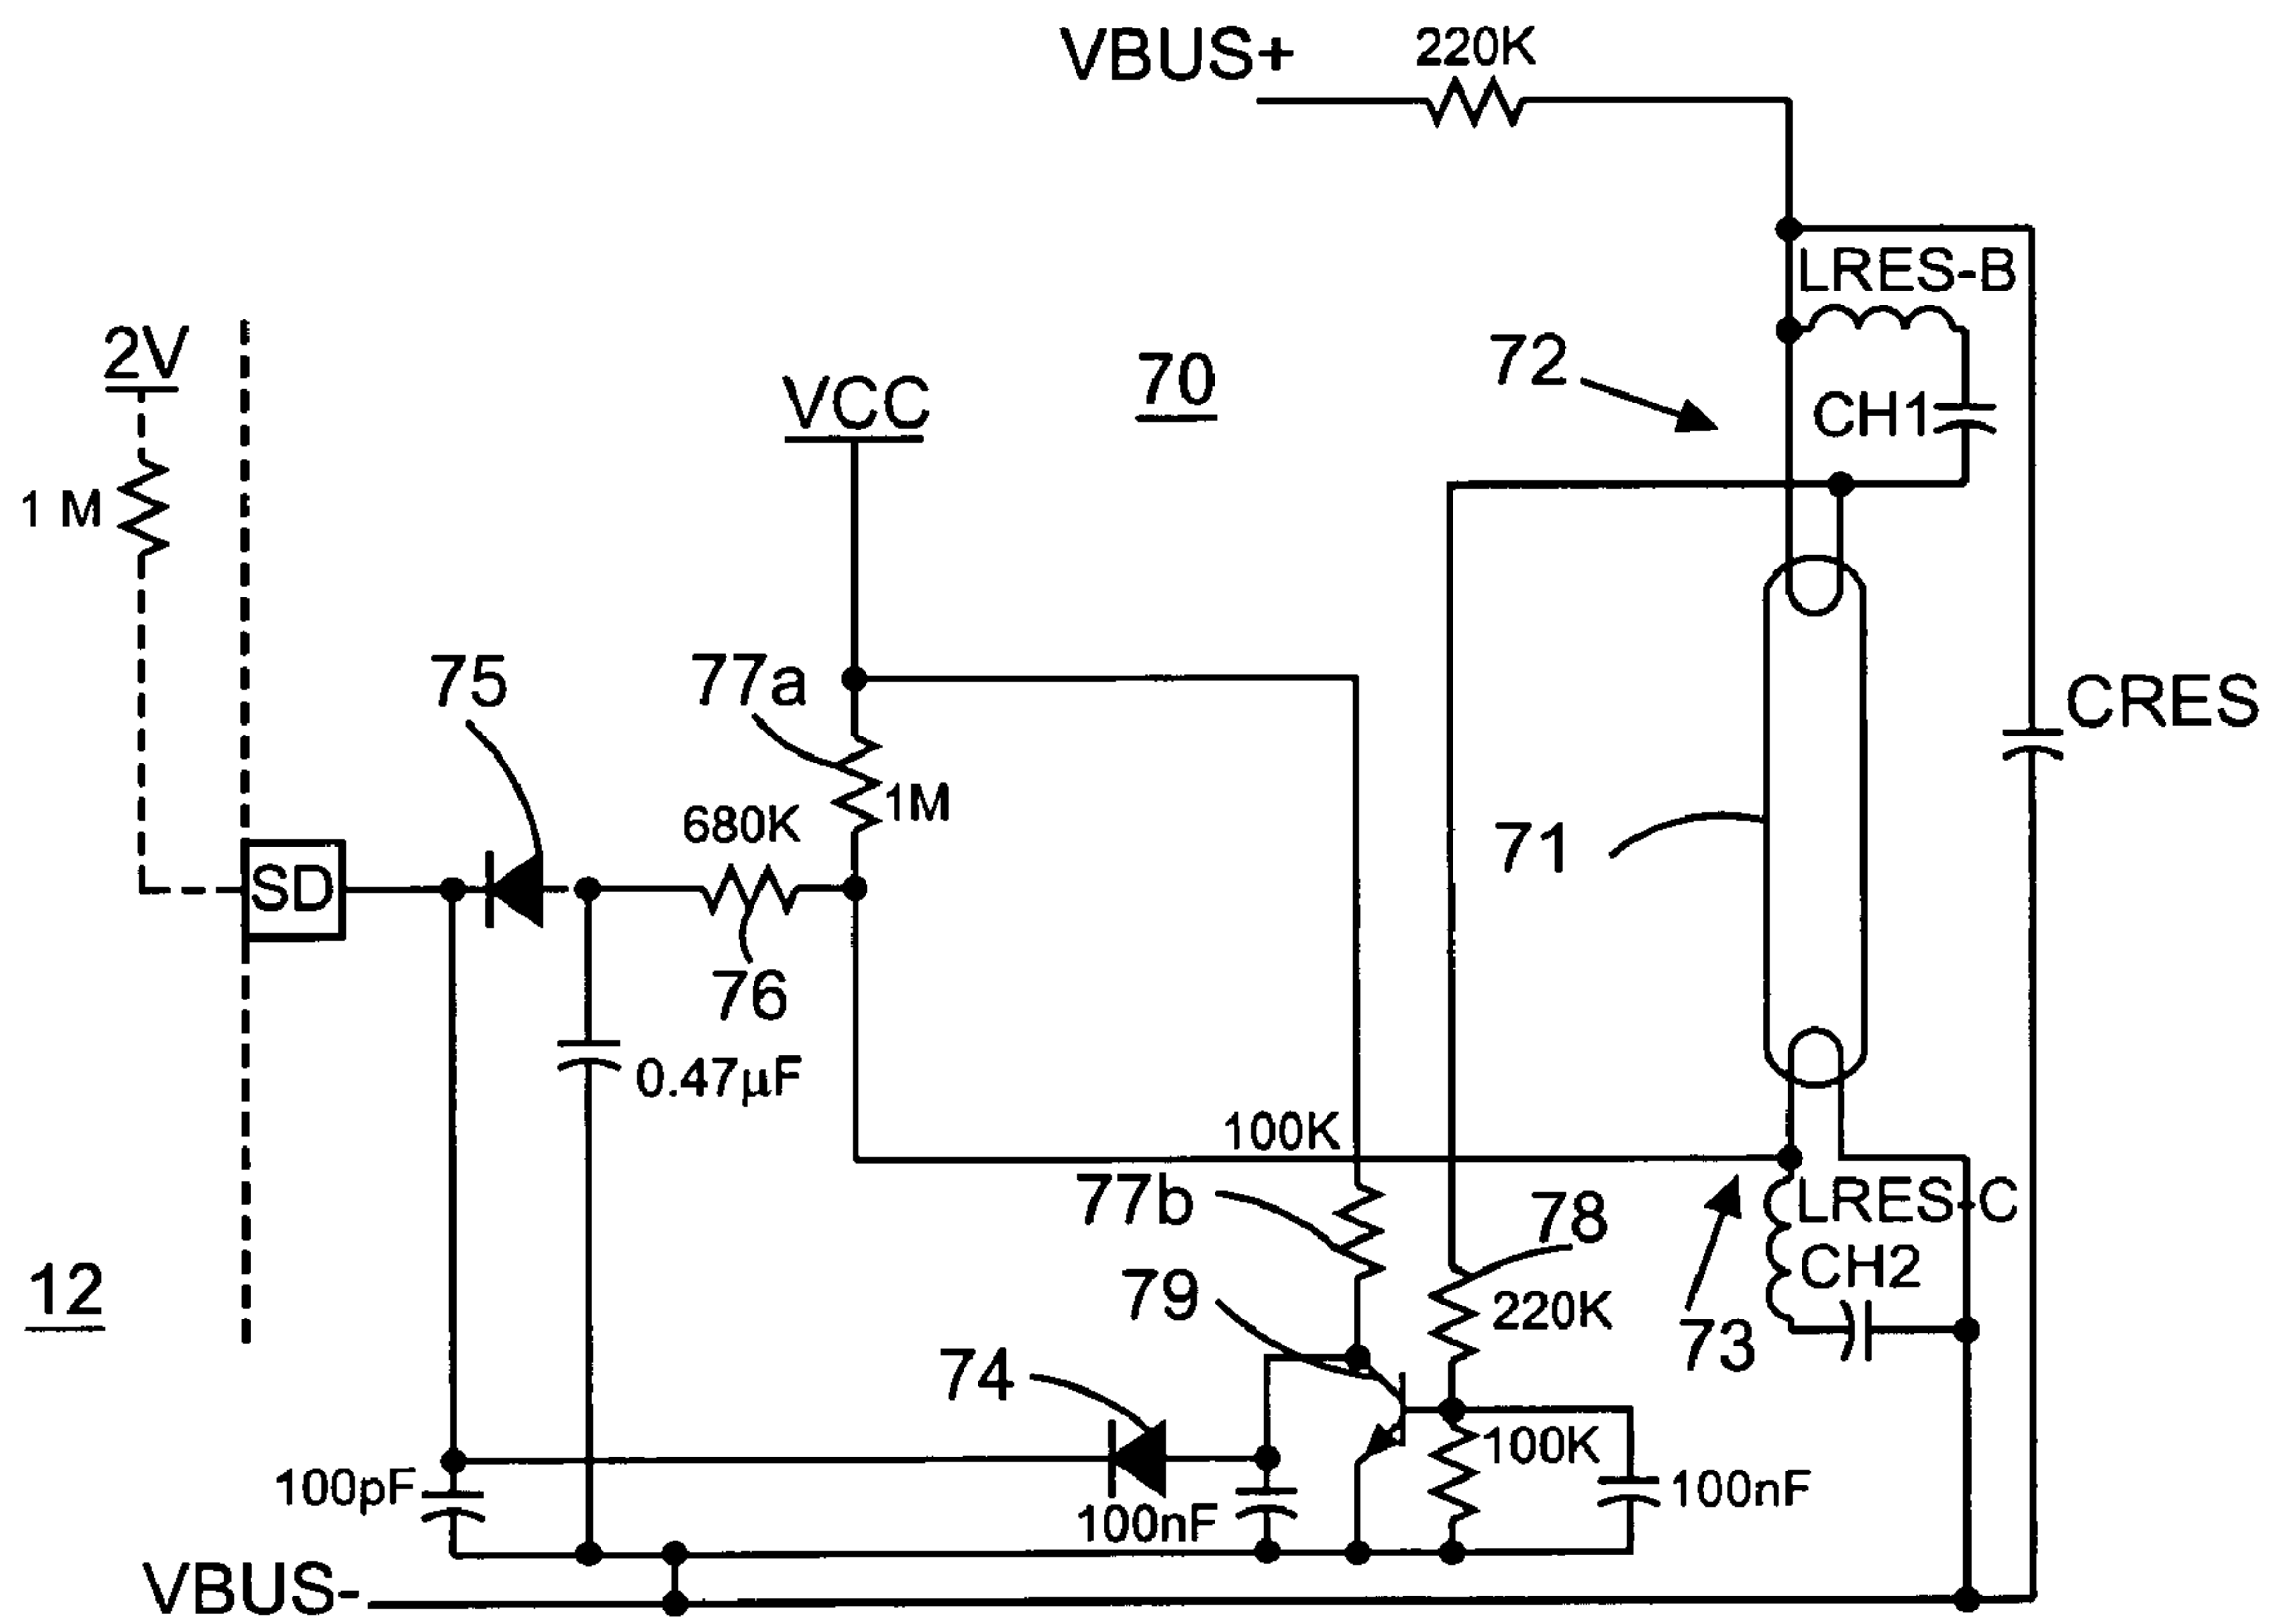 VBUS+
220K
LRES-B
2V
72
70
VCC
CH1
1 M
75
77a
CRES
680K
1M
71
SD
76
0.47µF
100K
77b
78
LRES-C
12
79
220K
CH2
73
74
100pF
100nF
100K
100nF
VBUS-